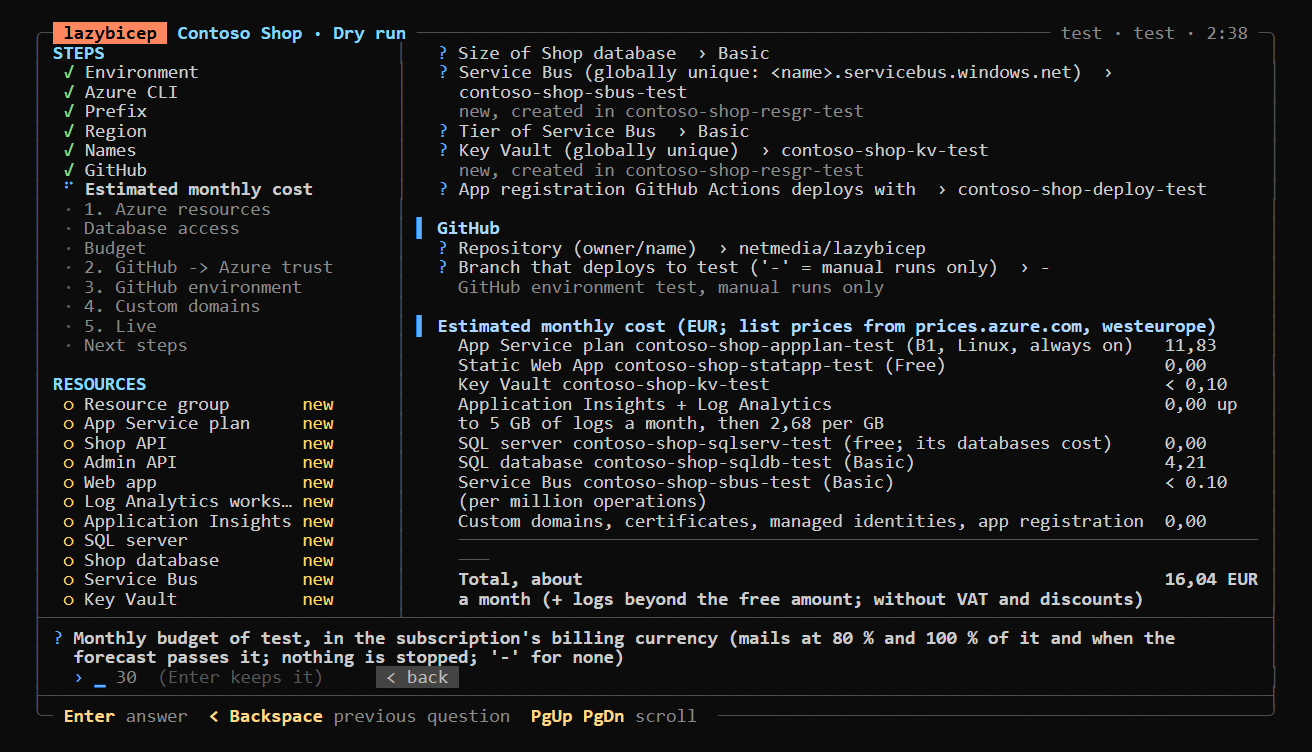 lazybicep Contoso Shop · Dry run
test · test · 2:38
STEPS
√ Environment
√ Azure CLI
√ Prefix
√ Region
√ Names
√ GitHub
Estimated monthly cost
· 1. Azure resources
· Database access
· Budget
· 2. GitHub -> Azure trust
· 3. GitHub environment
· 4. Custom domains
· 5. Live
· Next steps
RESOURCES
o Resource group new
o App Service plan new
o Shop API new
o Admin API new
o Web app new
o Log Analytics works… new
o Application Insights new
o SQL server new
o Shop database new
o Service Bus new
o Key Vault new
? Size of Shop database › Basic
? Service Bus (globally unique: <name>.servicebus.windows.net) ›
contoso-shop-sbus-test
new, created in contoso-shop-resgr-test
? Tier of Service Bus › Basic
? Key Vault (globally unique) › contoso-shop-kv-test
new, created in contoso-shop-resgr-test
? App registration GitHub Actions deploys with › contoso-shop-deploy-test
GitHub
? Repository (owner/name) › netmedia/lazybicep
? Branch that deploys to test ('-' = manual runs only) › -
GitHub environment test, manual runs only
Estimated monthly cost (EUR; list prices from prices.azure.com, westeurope)
App Service plan contoso-shop-appplan-test (B1, Linux, always on) 11,83
Static Web App contoso-shop-statapp-test (Free) 0,00
Key Vault contoso-shop-kv-test < 0,10
Application Insights + Log Analytics 0,00 up
to 5 GB of logs a month, then 2,68 per GB
SQL server contoso-shop-sqlserv-test (free; its databases cost) 0,00
SQL database contoso-shop-sqldb-test (Basic) 4,21
Service Bus contoso-shop-sbus-test (Basic) < 0.10
(per million operations)
Custom domains, certificates, managed identities, app registration 0,00
Total, about 16,04 EUR
a month (+ logs beyond the free amount; without VAT and discounts)
? Monthly budget of test, in the subscription's billing currency (mails at 80 % and 100 % of it and when the
forecast passes it; nothing is stopped; '-' for none)
› _ 30 (Enter keeps it) < back
Enter answer < Backspace previous question PgUp PgDn scroll